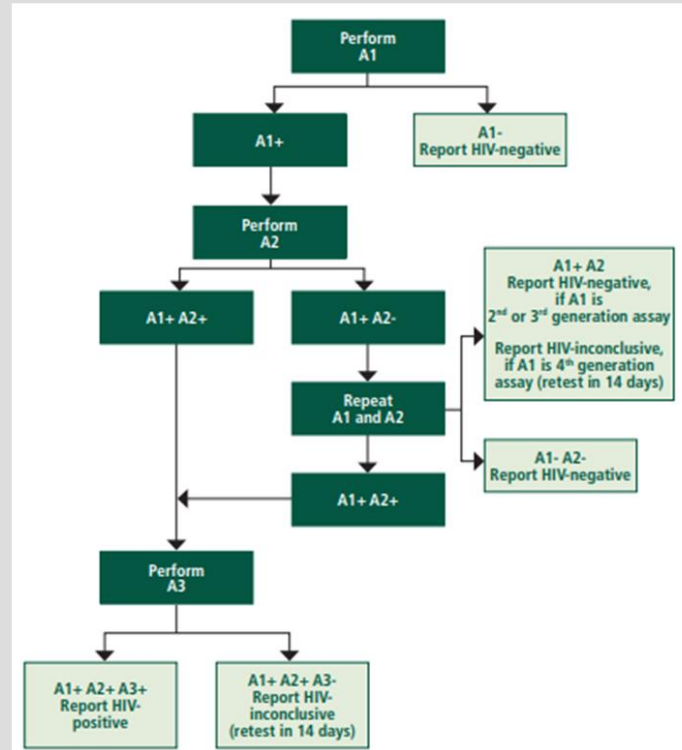 Perform
A1
A1+
A1-
Report HIV-negative
Perform
A2
A1+ A2+
A1+ A2-
A1+ A2
Report HIV-negative,
if A1 is
2nd or 3rd generation assay
Report HIV-inconclusive,
if A1 is 4th generation
assay (retest in 14 days)
Repeat
A1 and A2
A1- A2-
Report HIV-negative
A1+ A2+
Perform
A3
A1+ A2+ A3+
Report HIV-
positive
A1+ A2+ A3-
Report HIV-
inconclusive
(retest in 14 days)